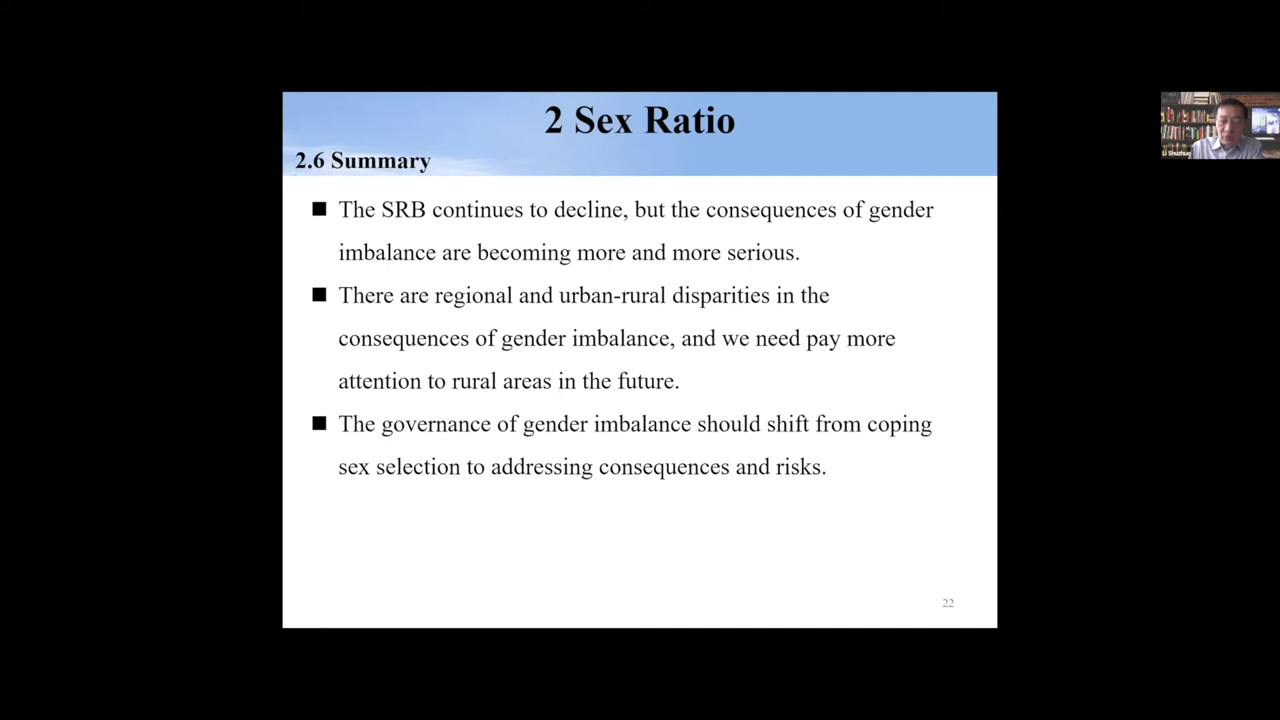 2 Sex Ratio
2.6 Summary
The SRB continues to decline, but the consequences of gender
imbalance are becoming more and more serious.
There are regional and urban-rural disparities in the
consequences of gender imbalance, and we need pay more
attention to rural areas in the future.
The governance of gender imbalance should shift from coping
sex selection to addressing consequences and risks.
22
Li Shuzhuo